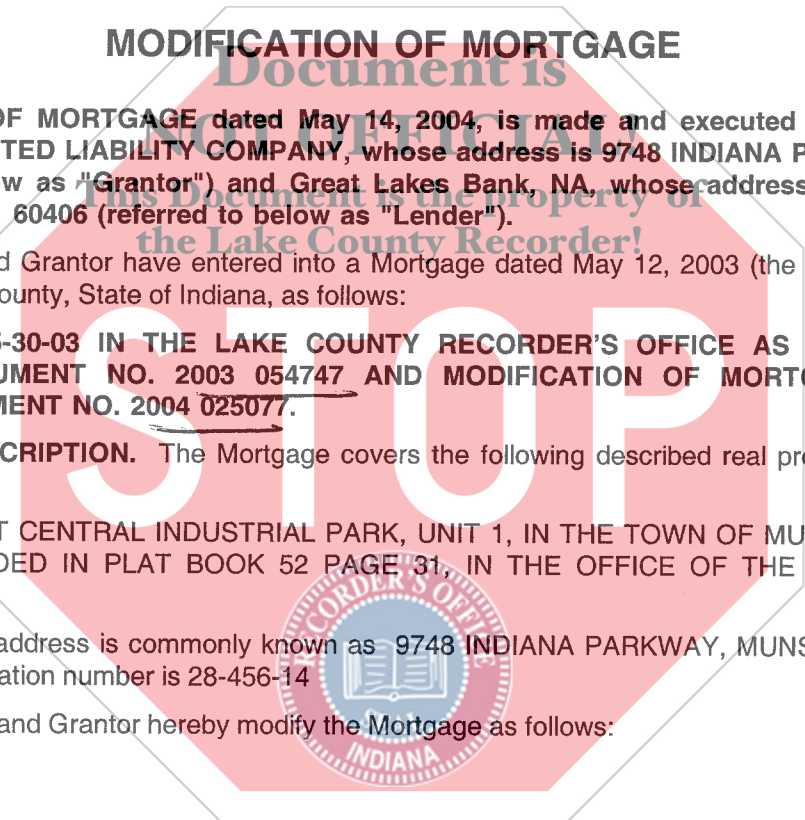 MODIFICATION OF MORTGAGE
Document is
OF MORTGAGE dated May 14, 2004, is made and executed
NOT OFFICIAL
TED LIABILITY COMPANY, whose address is 9748 INDIANA P
w as "Grantor") and Great Lakes Bank, NA, whose address
This Document is the property of
60406 (referred to below as "Lender").
the Lake County Recorder!
d Grantor have entered into a Mortgage dated May 12, 2003 (the
ounty, State of Indiana, as follows:
STOP
-30-03 IN THE LAKE COUNTY RECORDER'S OFFICE AS
UMENT NO. 2003 054747 AND MODIFICATION OF MORTG
MENT NO. 2004 025077.
CRIPTION. The Mortgage covers the following described real pr
T CENTRAL INDUSTRIAL PARK, UNIT 1, IN THE TOWN OF MU
DED IN PLAT BOOK 52 PAGE 31, IN THE OFFICE OF THE
RECORDER'S OFFICE
address is commonly known as 9748 INDIANA PARKWAY, MUNS
ation number is 28-456-14
SEAL
and Grantor hereby modify the Mortgage as follows:
INDIANA